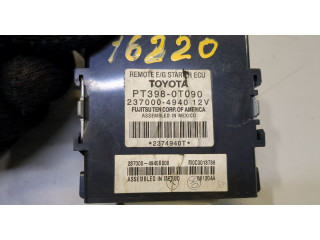 16220
REMOTE E/G STARTER ECU
TOYOTA
PT398-0T090
237000-4940 12V
FUJITSU TEN CORP. OF AMERICA
ASSEMBLED IN MEXICO
*2374940T*
ASSEMBLED IN MEXICO